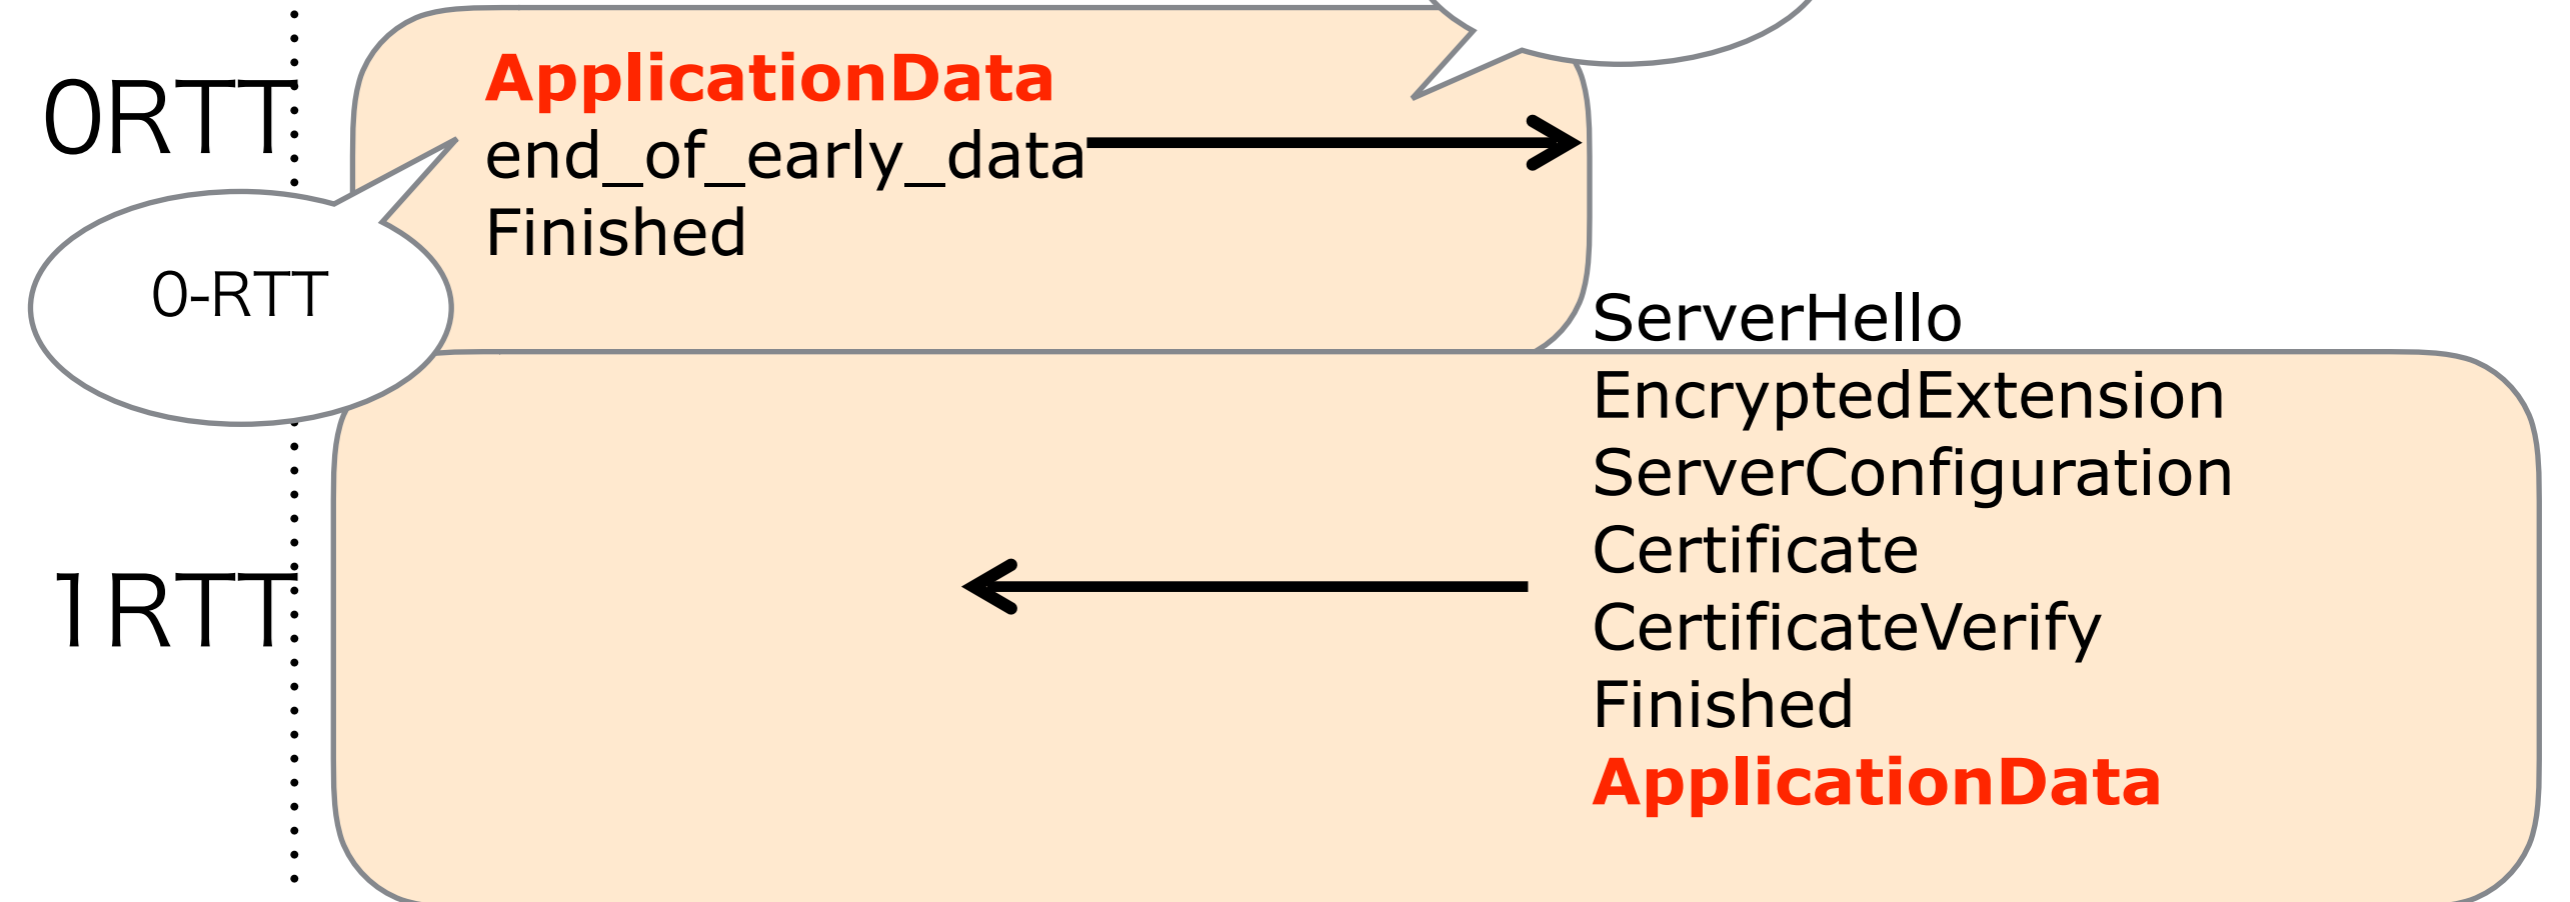 0RTT
ApplicationData
end_of_early_data
Finished
0-RTT
ServerHello
EncryptedExtension
ServerConfiguration
Certificate
CertificateVerify
Finished
ApplicationData
1RTT